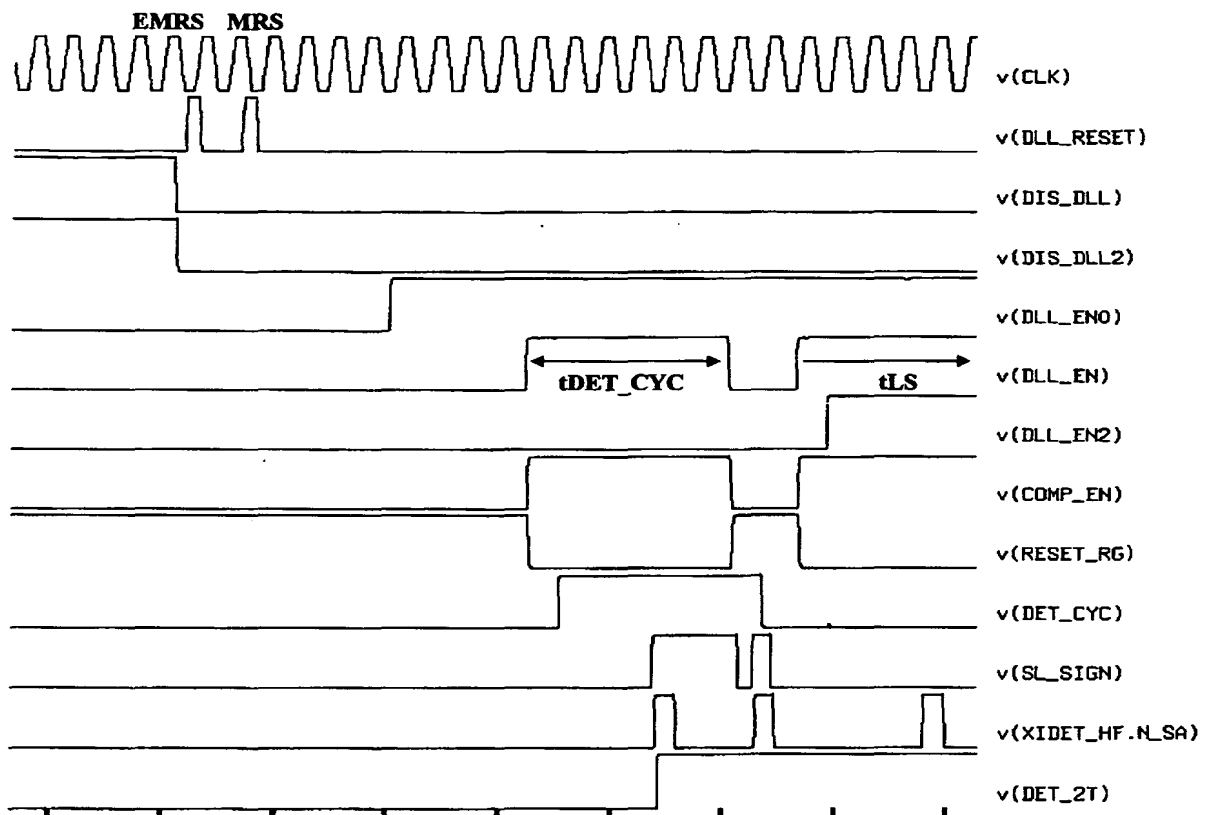 EMRS MRS
v(CLK)
v(DLL_RESET)
v(DIS_DLL)
v(DIS_DLL2)
v(DLL_EN0)
tDET_CYC
tLS
v(DLL_EN)
v(DLL_EN2)
v(COMP_EN)
v(RESET_RG)
v(DET_CYC)
v(SL_SIGN)
v(XIDET_HF.N_SA)
v(DET_2T)